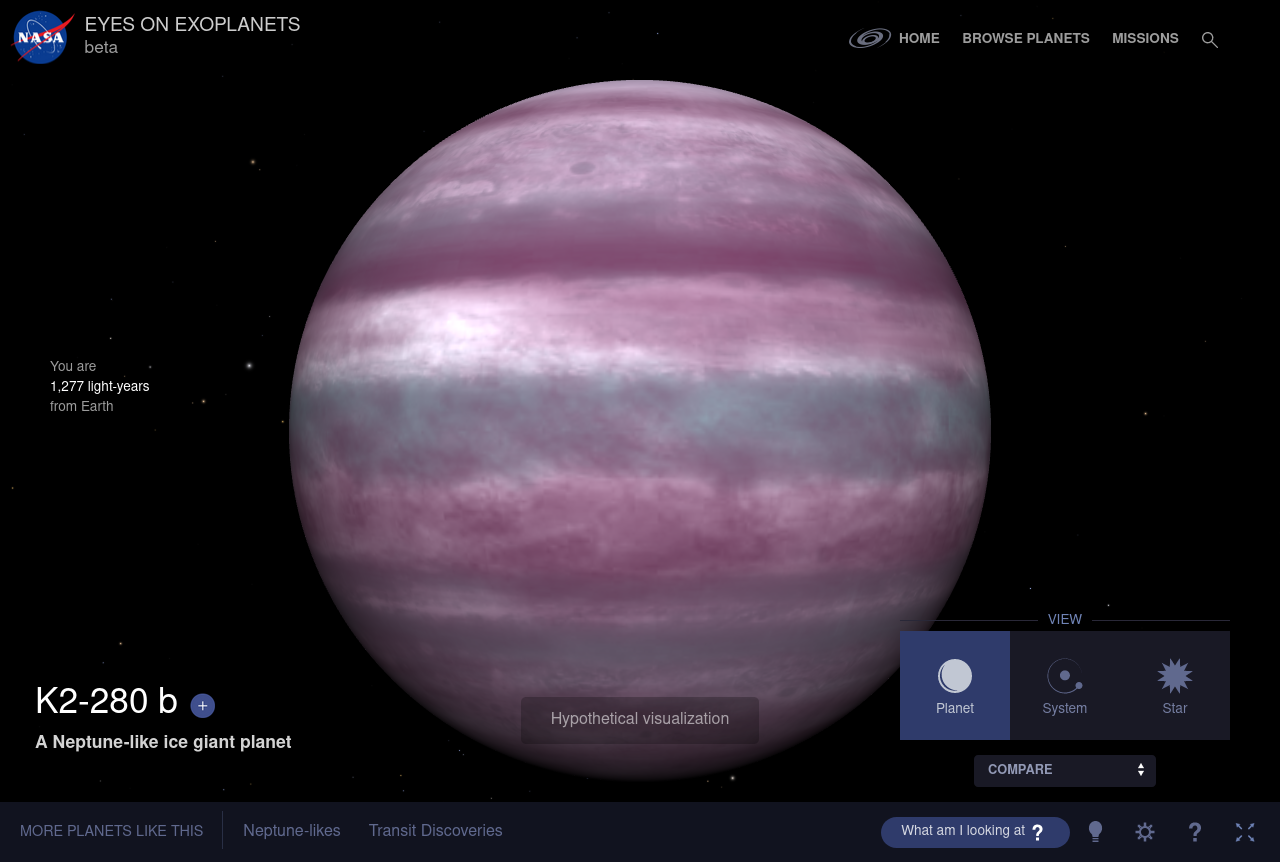 NASA
EYES ON EXOPLANETS
beta
HOME
BROWSE PLANETS
MISSIONS
You are
1,277 light-years
from Earth
VIEW
Planet
System
Star
K2-280 b +
A Neptune-like ice giant planet
Hypothetical visualization
COMPARE
MORE PLANETS LIKE THIS
Neptune-likes
Transit Discoveries
What am I looking at ?
?